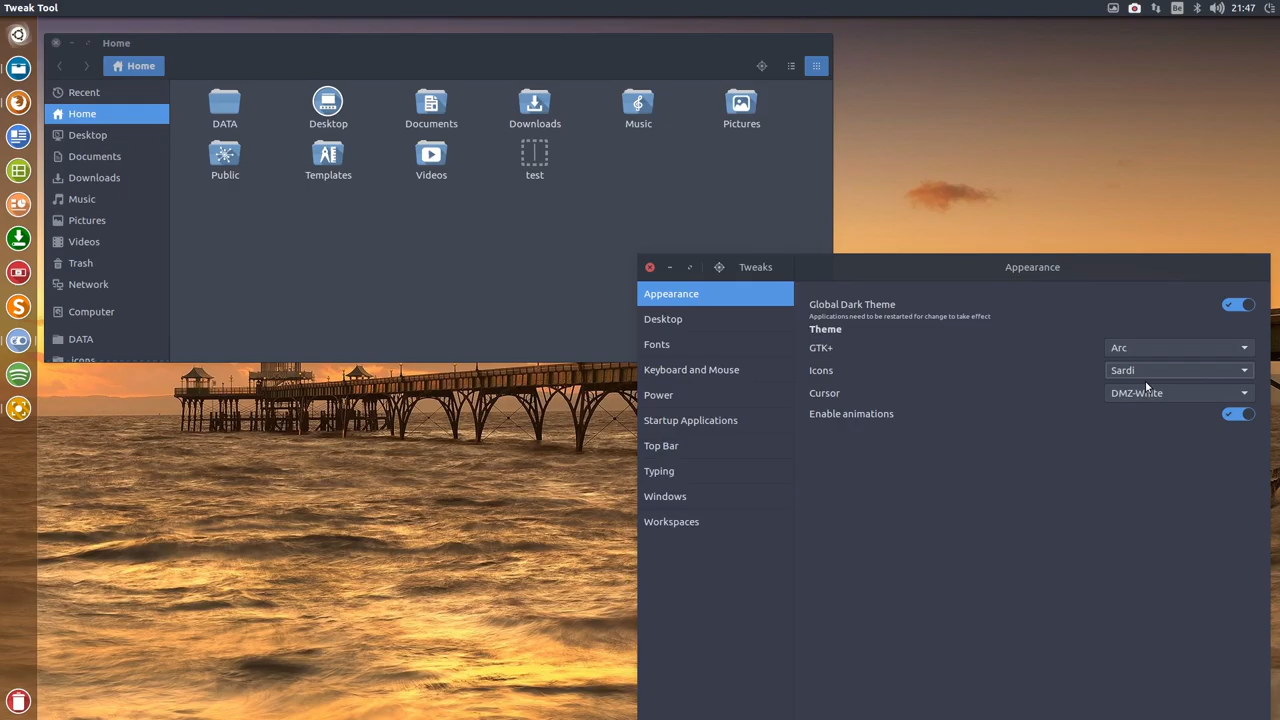 Tweak Tool
Be
21:47
Home
Home
Recent
Home
Desktop
Documents
Downloads
Music
Pictures
Videos
Trash
Network
Computer
DATA
.icons
DATA
Desktop
Documents
Downloads
Music
Pictures
Public
Templates
Videos
test
Tweaks
Appearance
Appearance
Desktop
Fonts
Keyboard and Mouse
Power
Startup Applications
Top Bar
Typing
Windows
Workspaces
Global Dark Theme
Applications need to be restarted for change to take effect
Theme
GTK+
Arc
Icons
Sardi
Cursor
DMZ-White
Enable animations